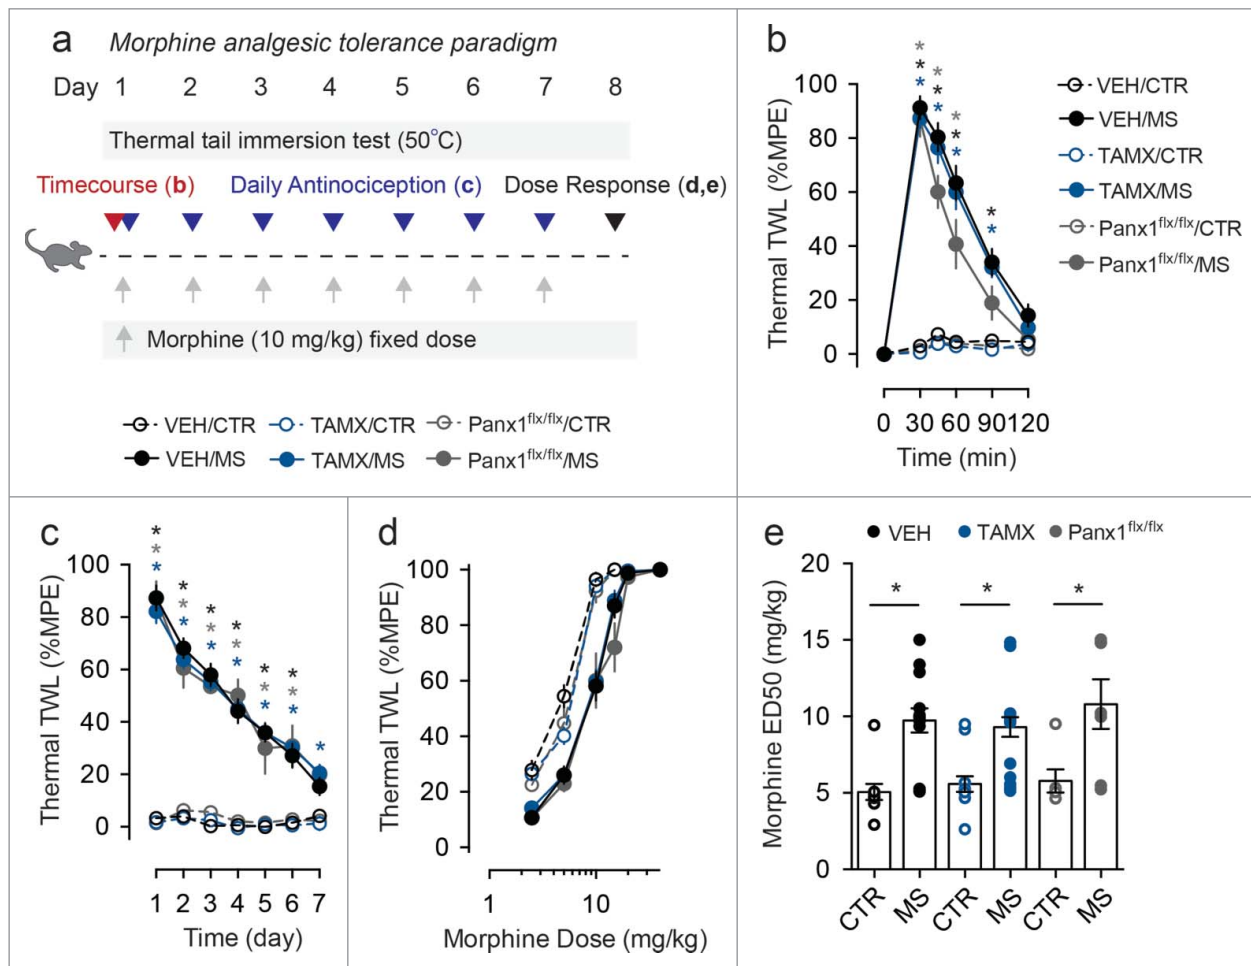 a Morphine analgesic tolerance paradigm
Day 1 2 3 4 5 6 7 8
Thermal tail immersion test (50°C)
Timecourse (b) Daily Antinociception (c) Dose Response (d,e)
Morphine (10 mg/kg) fixed dose
VEH/CTR TAMX/CTR Panx1flx/flx/CTR
VEH/MS TAMX/MS Panx1flx/flx/MS
b
Thermal TWL (%MPE)
100
80
60
40
20
0
* * *
* * *
* * *
* *
0 30 60 90 120
Time (min)
VEH/CTR
VEH/MS
TAMX/CTR
TAMX/MS
Panx1flx/flx/CTR
Panx1flx/flx/MS
c
Thermal TWL (%MPE)
100
80
60
40
20
0
* * *
* * *
* * *
* * *
* * *
* * *
*
1 2 3 4 5 6 7
Time (day)
d
Thermal TWL (%MPE)
100
80
60
40
20
0
1 10
Morphine Dose (mg/kg)
e
VEH TAMX Panx1flx/flx
Morphine ED50 (mg/kg)
20
15
10
5
0
* * *
CTR MS CTR MS CTR MS